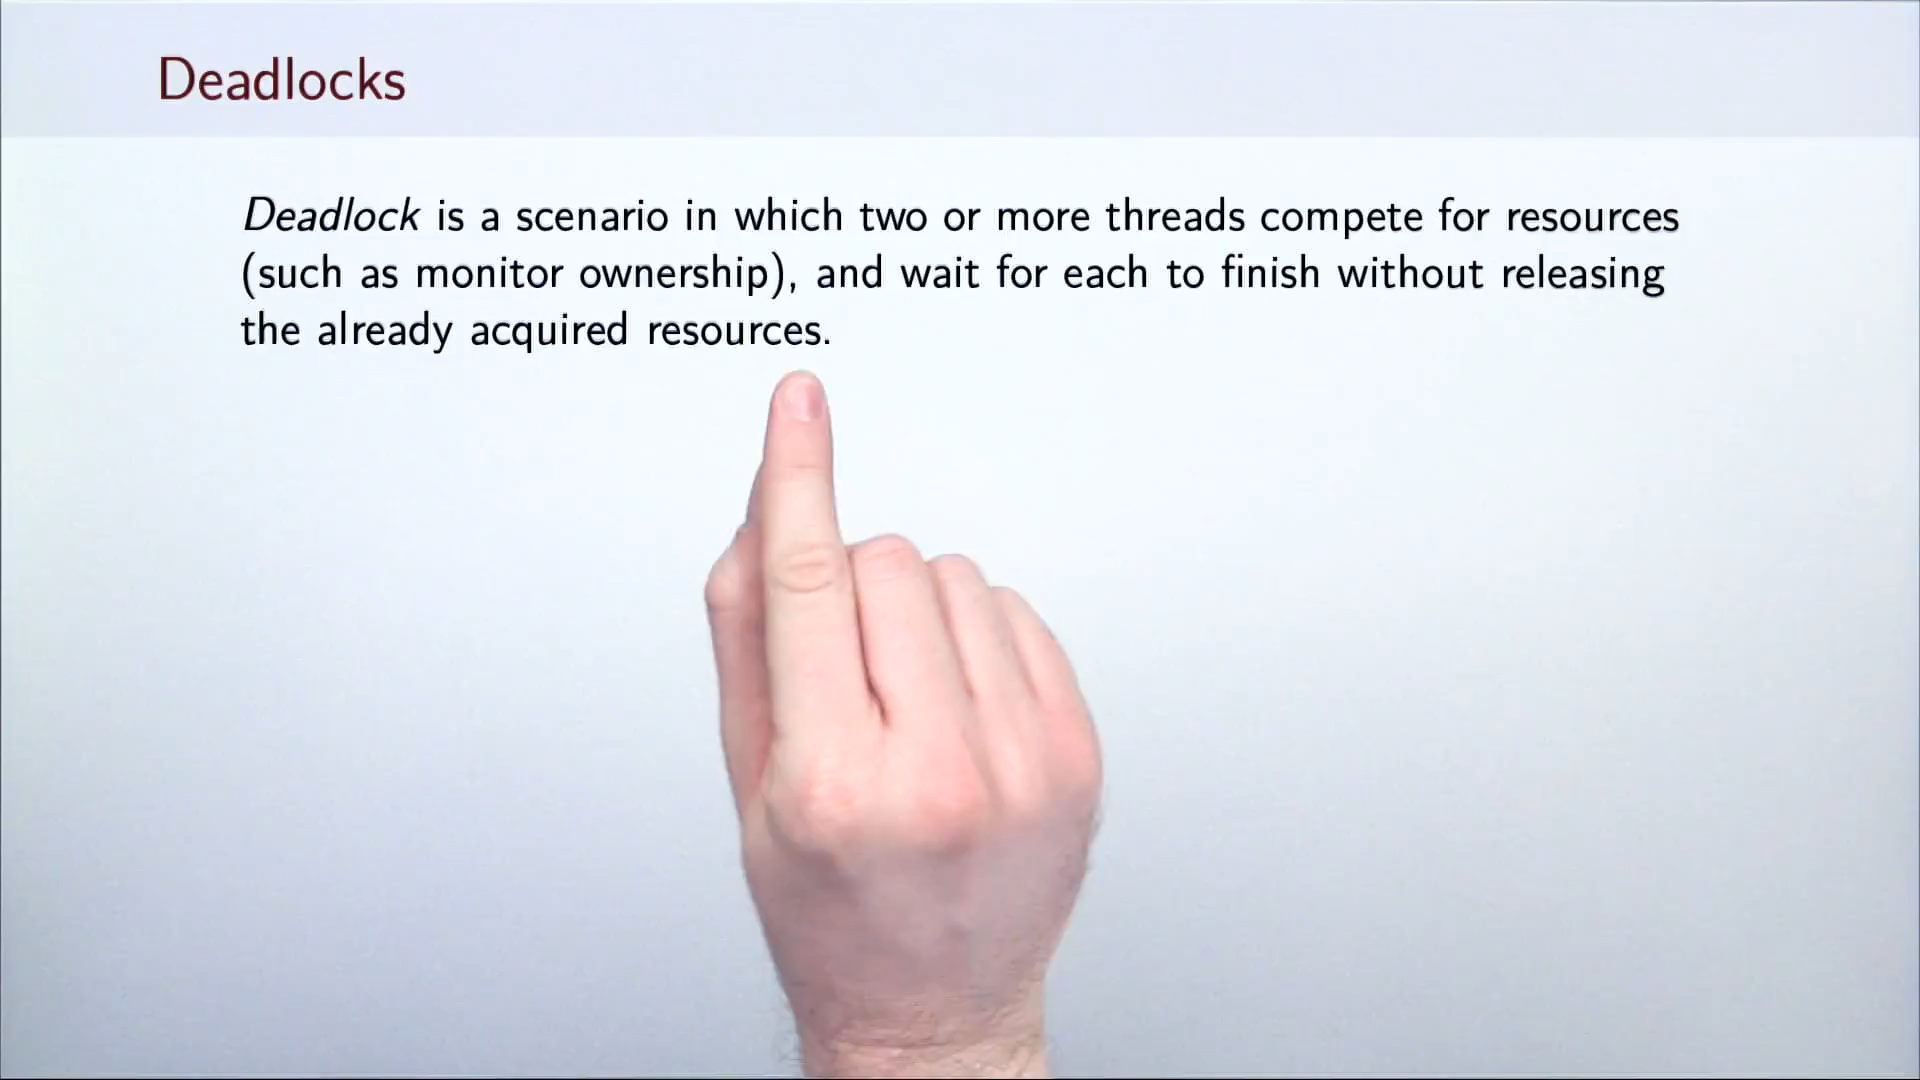 Deadlocks
Deadlock is a scenario in which two or more threads compete for resources
(such as monitor ownership), and wait for each to finish without releasing
the already acquired resources.